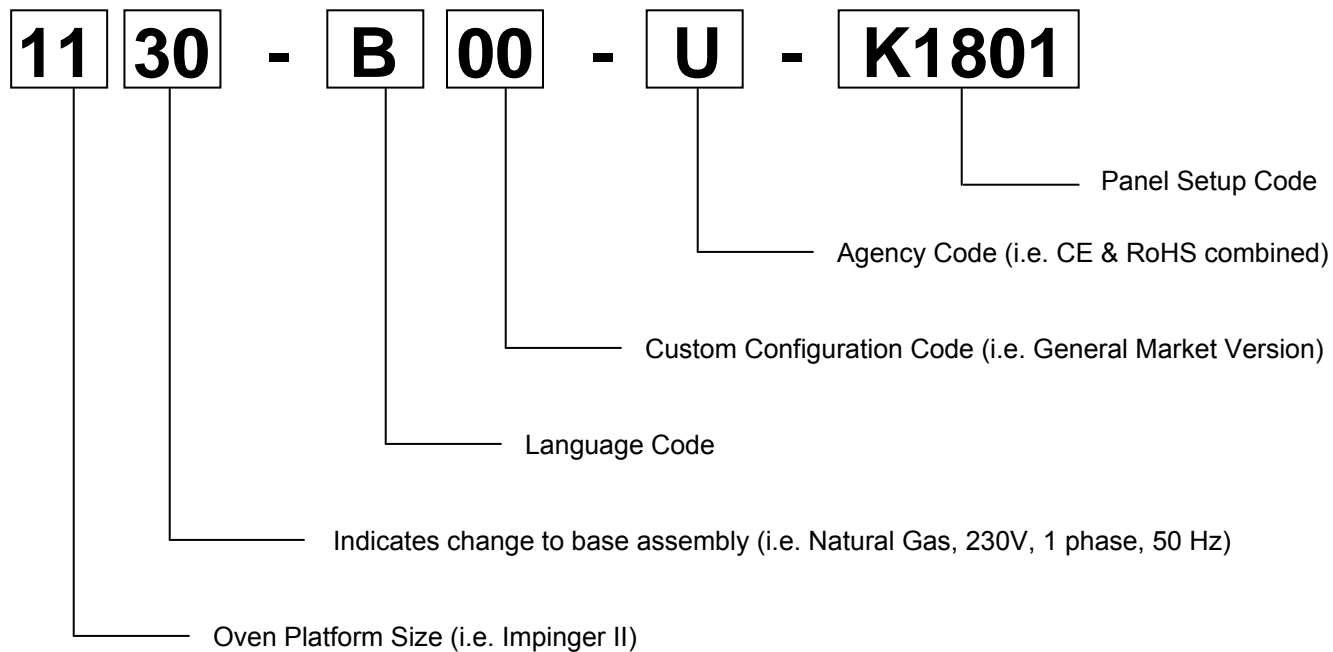 11 30 - B 00 - U - K1801
Panel Setup Code
Agency Code (i.e. CE & RoHS combined)
Custom Configuration Code (i.e. General Market Version)
Language Code
Indicates change to base assembly (i.e. Natural Gas, 230V, 1 phase, 50 Hz)
Oven Platform Size (i.e. Impinger II)